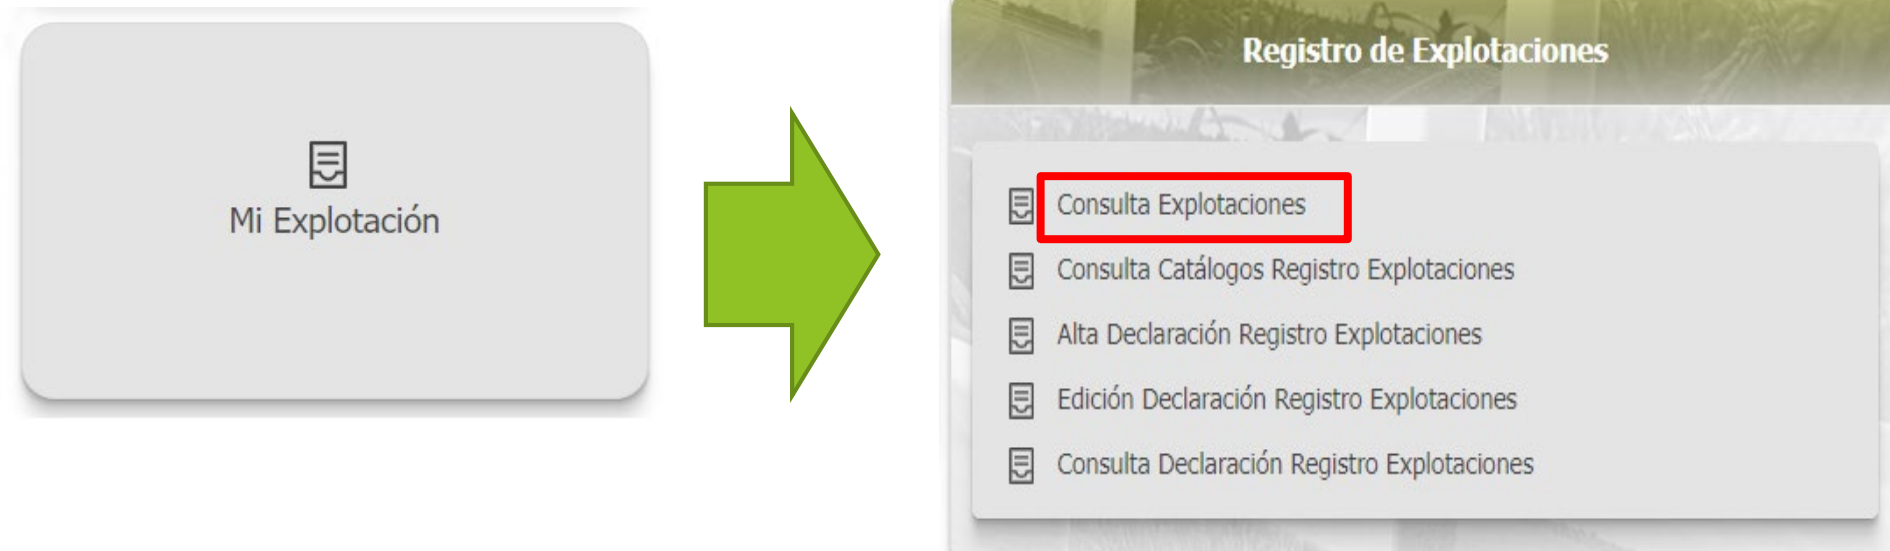 Mi Explotación
Registro de Explotaciones
Consulta Explotaciones
Consulta Catálogos Registro Explotaciones
Alta Declaración Registro Explotaciones
Edición Declaración Registro Explotaciones
Consulta Declaración Registro Explotaciones